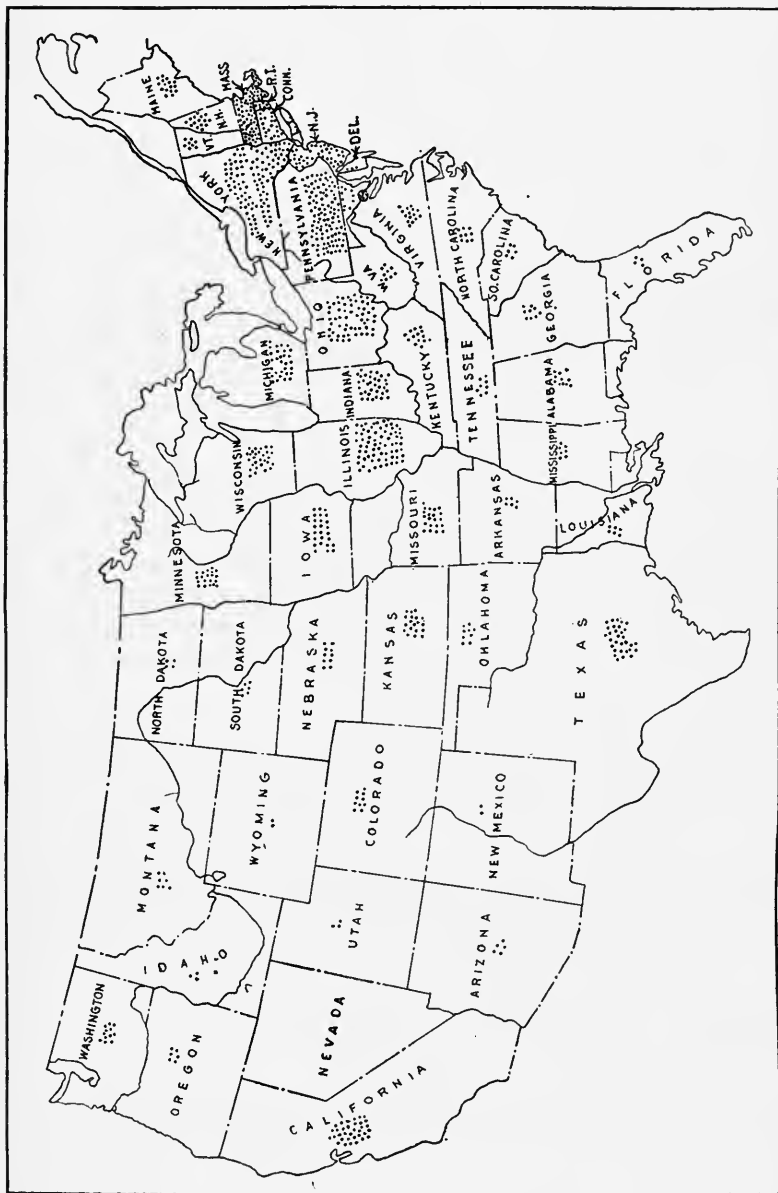 WASHINGTON
OREGON
CALIFORNIA
NEVADA
IDAHO
MONTANA
WYOMING
UTAH
ARIZONA
COLORADO
NEW MEXICO
NORTH DAKOTA
SOUTH DAKOTA
NEBRASKA
KANSAS
OHLAHOMA
TEXAS
MINNESOTA
IOWA
MISSOURI
ARKANSAS
LOUISIANA
WISCONSIN
ILLINOIS
MICHIGAN
INDIANA
OHIO
KENTUCKY
TENNESSEE
MISSISSIPPI
ALABAMA
GEORGIA
FLORIDA
SO. CAROLINA
NORTH CAROLINA
VIRGINIA
W.VA
PENNSYLVANIA
NEW YORK
VT.
N.H.
MAINE
MASS
R.I.
CONN.
N.J.
DEL.